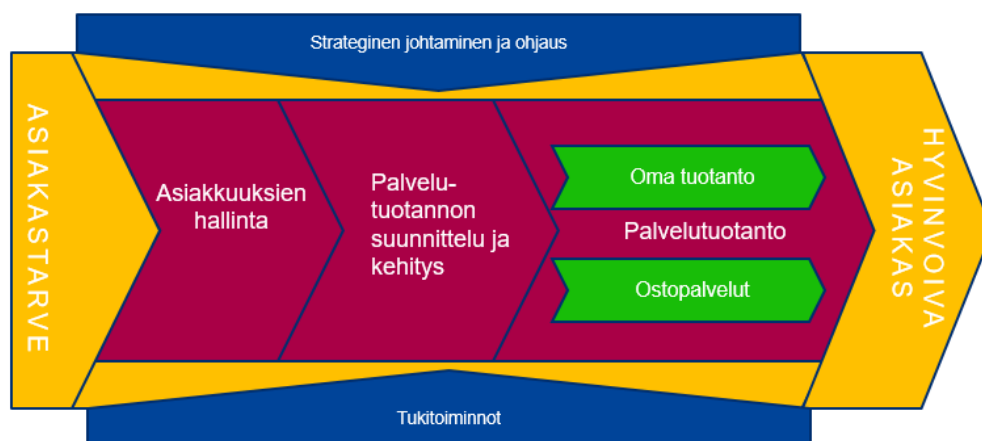 Strateginen johtaminen ja ohjaus
ASIAKASTARVE
Asiakkuuksien
hallinta
Palvelu-
tuotannon
suunnittelu ja
kehitys
Oma tuotanto
Palvelutuotanto
Ostopalvelut
HYVINVOIVA
ASIAKAS
Tukitoiminnot